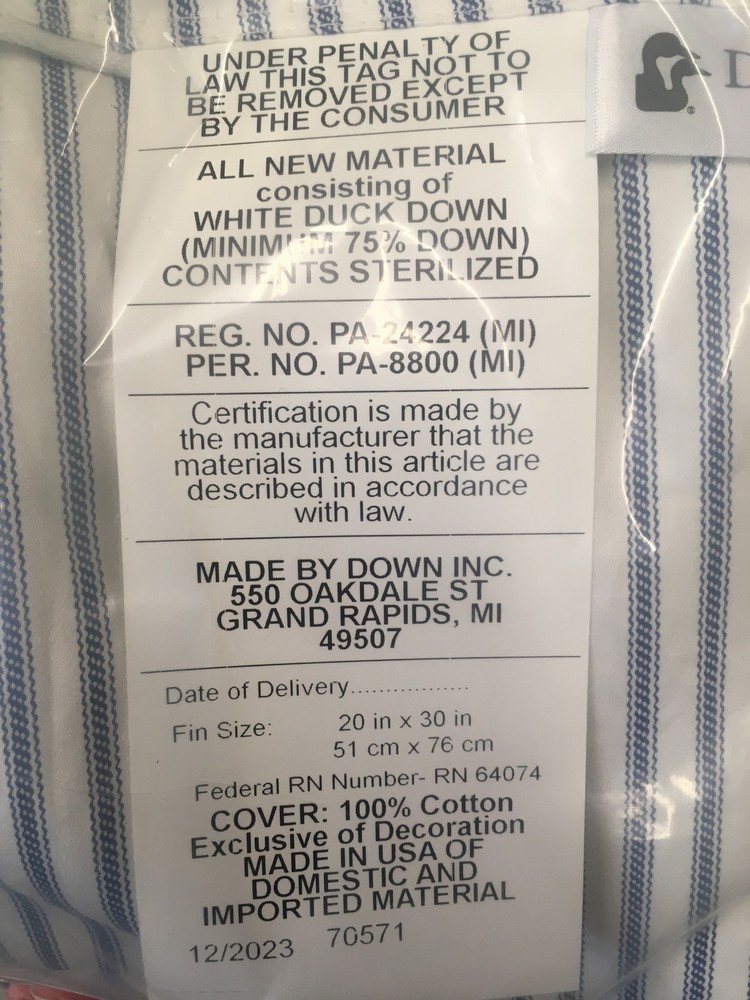 UNDER PENALTY OF
LAW THIS TAG NOT TO
BE REMOVED EXCEPT
BY THE CONSUMER
ALL NEW MATERIAL
consisting of
WHITE DUCK DOWN
(MINIMUM 75% DOWN)
CONTENTS STERILIZED
REG. NO. PA-24224 (MI)
PER. NO. PA-8800 (MI)
Certification is made by
the manufacturer that the
materials in this article are
described in accordance
with law.
MADE BY DOWN INC.
550 OAKDALE ST
GRAND RAPIDS, MI
49507
Date of Delivery..................
Fin Size: 20 in x 30 in
51 cm x 76 cm
Federal RN Number- RN 64074
COVER: 100% Cotton
Exclusive of Decoration
MADE IN USA OF
DOMESTIC AND
IMPORTED MATERIAL
12/2023 70571
®
D